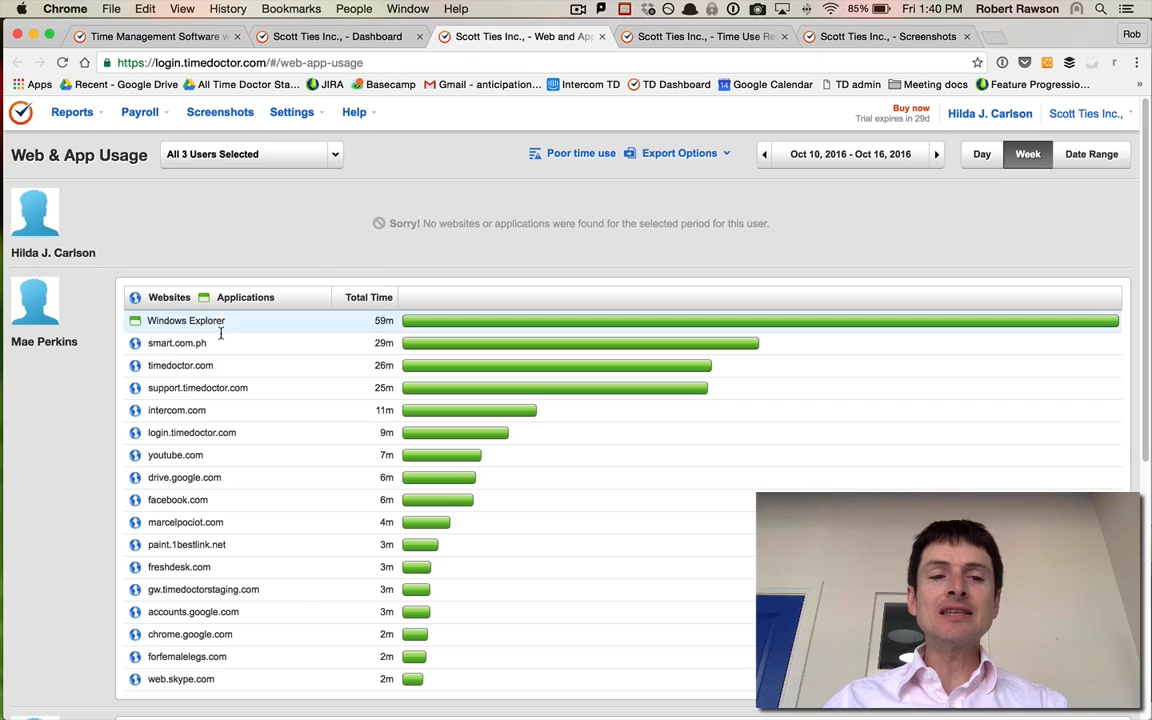 Chrome File Edit View History Bookmarks People Window Help 85% Fri 1:40 PM Robert Rawson
Time Management Software w × Scott Ties Inc., - Dashboard × Scott Ties Inc., - Web and Ap × Scott Ties Inc., - Time Use Re × Scott Ties Inc., - Screenshots × Rob
https://login.timedoctor.com/#/web-app-usage
Apps Recent - Google Drive All Time Doctor Sta... JIRA Basecamp Gmail - anticipation... Intercom TD TD Dashboard Google Calendar TD admin Meeting docs Feature Progressio... »
Reports Payroll Screenshots Settings Help Buy now Trial expires in 29d Hilda J. Carlson Scott Ties Inc.,
Web & App Usage All 3 Users Selected Poor time use Export Options Oct 10, 2016 - Oct 16, 2016 Day Week Date Range
Sorry! No websites or applications were found for the selected period for this user.
Hilda J. Carlson
Websites Applications Total Time
Windows Explorer 59m
Mae Perkins
smart.com.ph 29m
timedoctor.com 26m
support.timedoctor.com 25m
intercom.com 11m
login.timedoctor.com 9m
youtube.com 7m
drive.google.com 6m
facebook.com 6m
marcelpociot.com 4m
paint.1bestlink.net 3m
freshdesk.com 3m
gw.timedoctorstaging.com 3m
accounts.google.com 3m
chrome.google.com 2m
forfemalelegs.com 2m
web.skype.com 2m